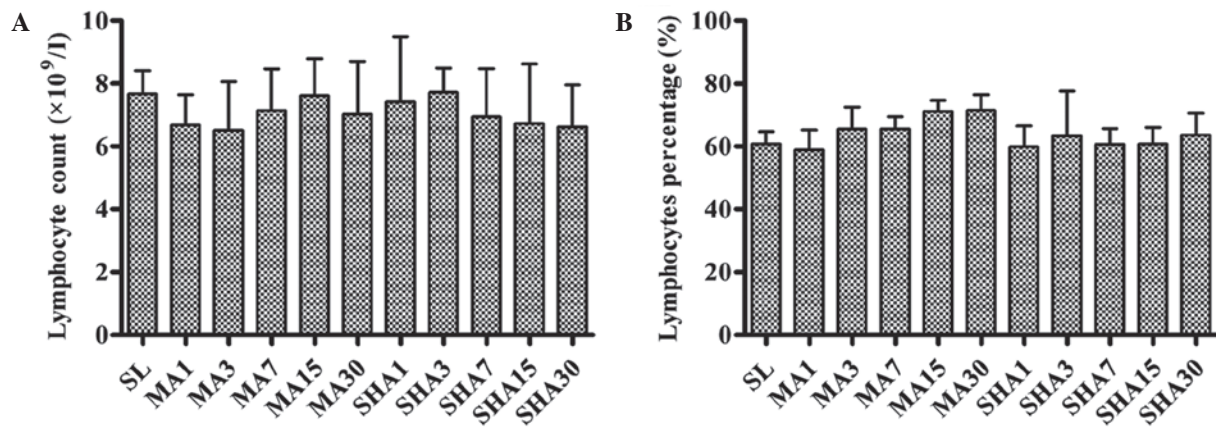 A
Lymphocyte count (×10⁹/l)
10
8
6
4
2
0
SL
MA1
MA3
MA7
MA15
MA30
SHA1
SHA3
SHA7
SHA15
SHA30
B
Lymphocytes percentage (%)
100
80
60
40
20
0
SL
MA1
MA3
MA7
MA15
MA30
SHA1
SHA3
SHA7
SHA15
SHA30